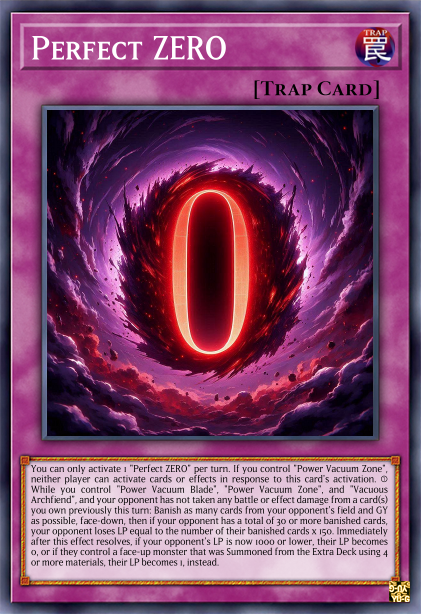 Perfect ZERO
TRAP
罠
[Trap Card]
0
You can only activate 1 "Perfect ZERO" per turn. If you control "Power Vacuum Zone",
neither player can activate cards or effects in response to this card's activation. ①
While you control "Power Vacuum Blade", "Power Vacuum Zone", and "Vacuous
Archfiend", and your opponent has not taken any battle or effect damage from a card(s)
you own previously this turn: Banish as many cards from your opponent's field and GY
as possible, face-down, then if your opponent has a total of 30 or more banished cards,
your opponent loses LP equal to the number of their banished cards x 150. Immediately
after this effect resolves, if your opponent's LP is now 1000 or lower, their LP becomes
0, or if they control a face-up monster that was Summoned from the Extra Deck using 4
or more materials, their LP becomes 1, instead.